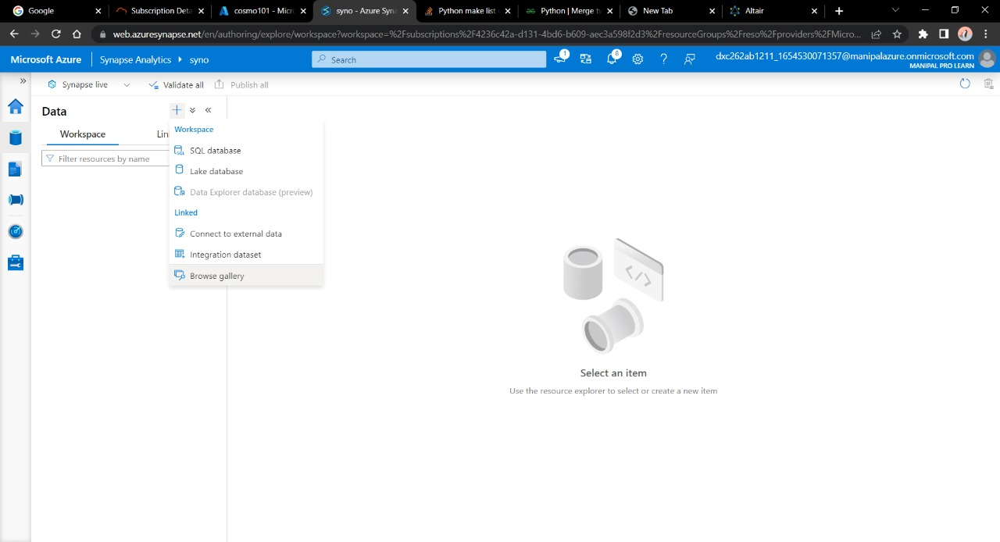 Google
Subscription Deta
cosmo101 - Micro
syno - Azure Syna
Python make list
Python | Merge tw
New Tab
Altair
web.azuresynapse.net/en/authoring/explore/workspace?workspace=%2Fsubscriptions%2F4236c42a-d131-4bd6-b609-aec3a598f2d3%2FresourceGroups%2Freso%2Fproviders%2FMicro...
Microsoft Azure
Synapse Analytics
syno
Search
1
8
dxc262ab1211_1654530071357@manipalazure.onmicrosoft.com
MANIPAL PRO LEARN
Synapse live
Validate all
Publish all
Data
Workspace
Lin
Filter resources by name
Workspace
SQL database
Lake database
Data Explorer database (preview)
Linked
Connect to external data
Integration dataset
Browse gallery
Select an item
Use the resource explorer to select or create a new item